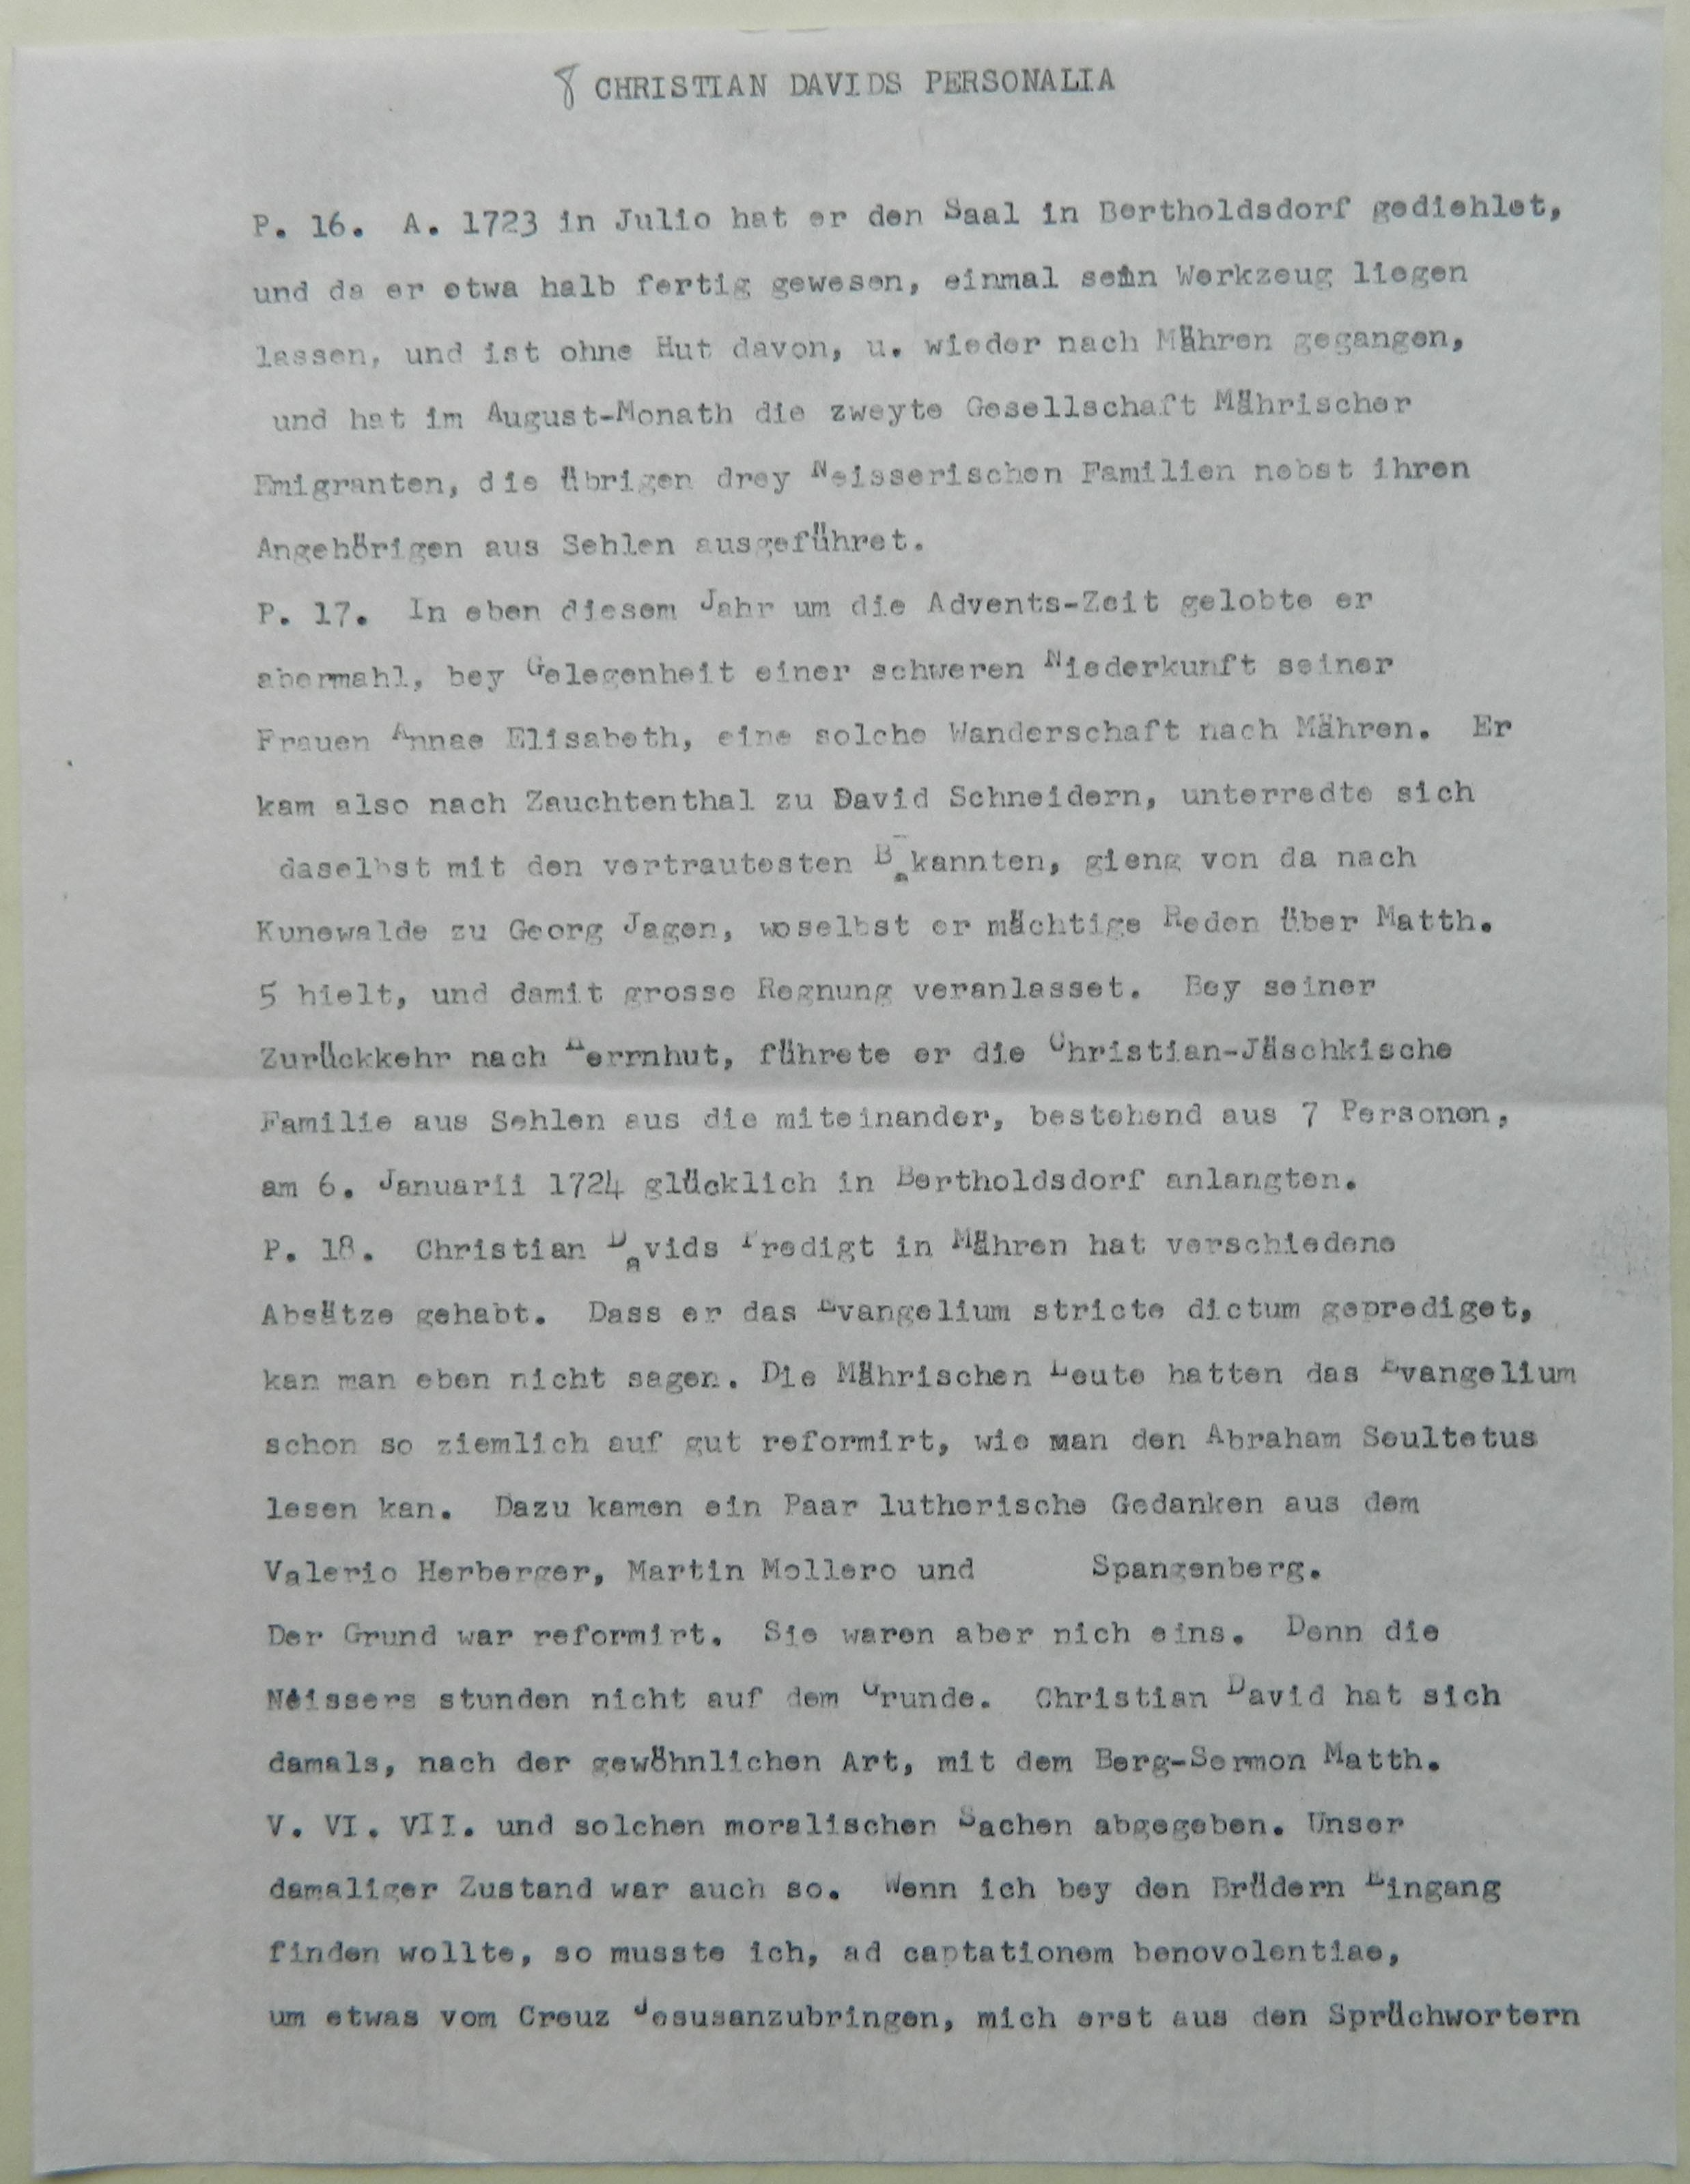 8 CHRISTIAN DAVIDS PERSONALIA
P. 16. A. 1723 in Julio hat er den Saal in Bertholdsdorf gediehlet,
und da er etwa halb fertig gewesen, einmal sein Werkzeug liegen
lassen, und ist ohne Hut davon, u. wieder nach Mähren gegangen,
und hat im August-Monath die zweyte Gesellschaft Mährischer
Emigranten, die übrigen drey Neisserischen Familien nebst ihren
Angehörigen aus Sehlen ausgeführet.
P. 17. In eben diesem Jahr um die Advents-Zeit gelobte er
abermahl, bey Gelegenheit einer schweren Niederkunft seiner
Frauen Annae Elisabeth, eine solche Wanderschaft nach Mähren. Er
kam also nach Zauchtenthal zu David Schneidern, unterredte sich
daselbst mit den vertrautesten Bekannten, gieng von da nach
Kunewalde zu Georg Jagen, woselbst er mächtige Reden über Matth.
5 hielt, und damit grosse Regnung veranlasset. Bey seiner
Zurückkehr nach Herrnhut, führete er die Christian-Jäschkische
Familie aus Sehlen aus die miteinander, bestehend aus 7 Personen,
am 6. Januarii 1724 glücklich in Bertholdsdorf anlangten.
P. 18. Christian Davids Predigt in Mähren hat verschiedene
Absätze gehabt. Dass er das Evangelium stricte dictum geprediget,
kan man eben nicht sagen. Die Mährischen Leute hatten das Evangelium
schon so ziemlich auf gut reformirt, wie man den Abraham Seultetus
lesen kan. Dazu kamen ein Paar lutherische Gedanken aus dem
Valerio Herberger, Martin Mollero und Spangenberg.
Der Grund war reformirt. Sie waren aber nich eins. Denn die
Neissers stunden nicht auf dem Grunde. Christian David hat sich
damals, nach der gewöhnlichen Art, mit dem Berg-Sermon Matth.
V. VI. VII. und solchen moralischen Sachen abgegeben. Unser
damaliger Zustand war auch so. Wenn ich bey den Brüdern Eingang
finden wollte, so musste ich, ad captationem benovolentiae,
um etwas vom Creuz Jesusanzubringen, mich erst aus den Sprüchwortern